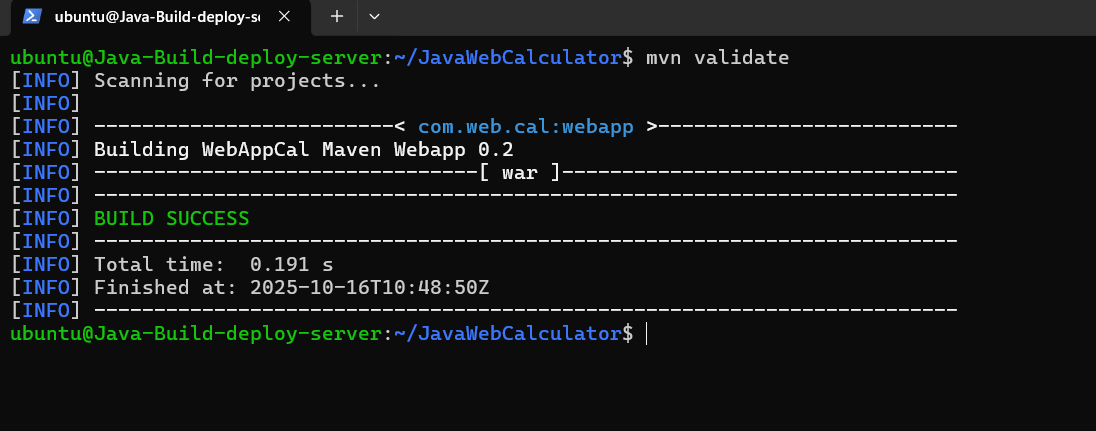 ubuntu@Java-Build-deploy-se
ubuntu@Java-Build-deploy-server:~/JavaWebCalculator$ mvn validate
[INFO] Scanning for projects...
[INFO]
[INFO] -------------------------< com.web.cal:webapp >-------------------------
[INFO] Building WebAppCal Maven Webapp 0.2
[INFO] --------------------------------[ war ]---------------------------------
[INFO] ------------------------------------------------------------------------
[INFO] BUILD SUCCESS
[INFO] ------------------------------------------------------------------------
[INFO] Total time:  0.191 s
[INFO] Finished at: 2025-10-16T10:48:50Z
[INFO] ------------------------------------------------------------------------
ubuntu@Java-Build-deploy-server:~/JavaWebCalculator$